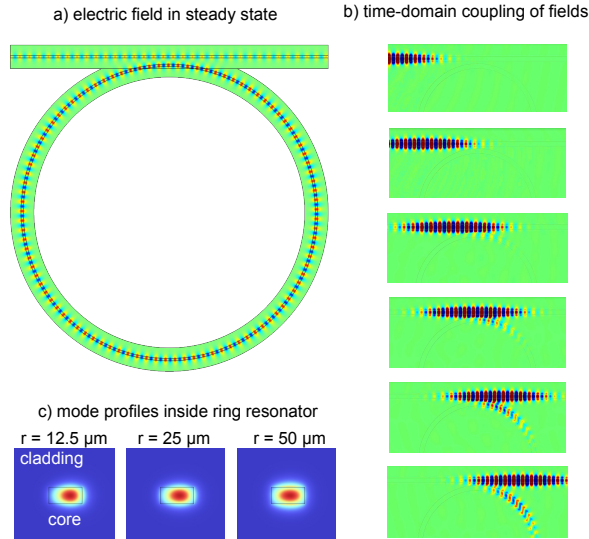 a) electric field in steady state
b) time-domain coupling of fields
c) mode profiles inside ring resonator
r = 12.5 μm
r = 25 μm
r = 50 μm
cladding
core